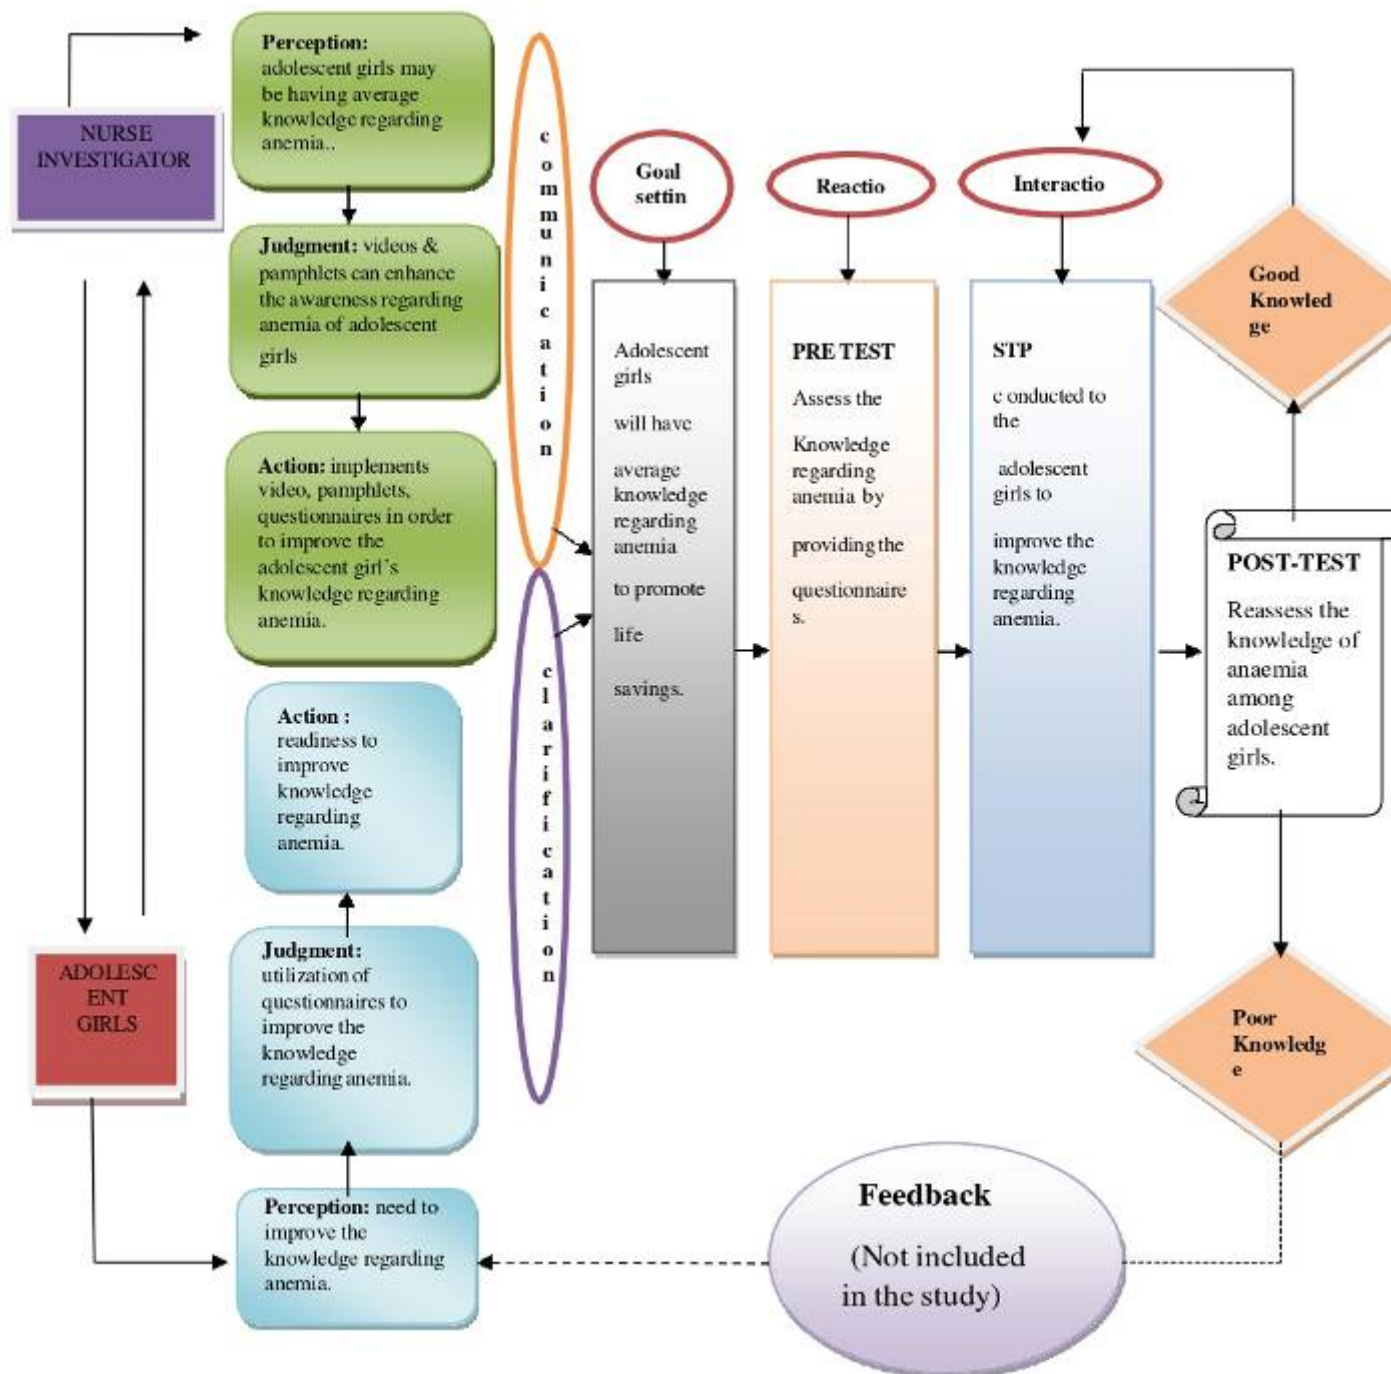 NURSE
INVESTIGATOR
Perception:
adolescent girls may
be having average
knowledge regarding
anemia..
Judgment: videos &
pamphlets can enhance
the awareness regarding
anemia of adolescent
girls
Action: implements
video, pamphlets,
questionnaires in order
to improve the
adolescent girl's
knowledge regarding
anemia.
Action :
readiness to
improve
knowledge
regarding
anemia.
Judgment:
utilization of
questionnaires to
improve the
knowledge
regarding anemia.
Perception: need to
improve the
knowledge regarding
anemia.
ADOLESC
ENT
GIRLS
communication
clarification
Goal
settin
Adolescent
girls
will have
average
knowledge
regarding
anemia
to promote
life
savings.
Reactio
PRE TEST
Assess the
Knowledge
regarding
anemia by
providing the
questionnaire
s.
Interactio
STP
c onducted to
the
adolescent
girls to
improve the
knowledge
regarding
anemia.
Good
Knowled
ge
POST-TEST
Reassess the
knowledge of
anaemia
among
adolescent
girls.
Poor
Knowledg
e
Feedback
(Not included
in the study)